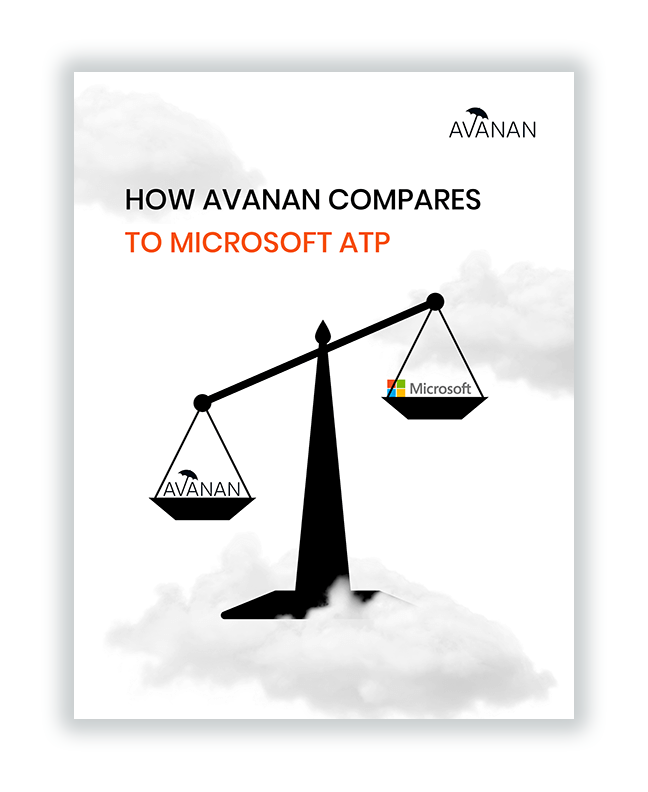 AVANAN
HOW AVANAN COMPARES
TO MICROSOFT ATP
Microsoft
AVANAN